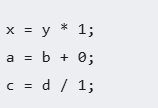 x = y * 1;
a = b + 0;
c = d / 1;